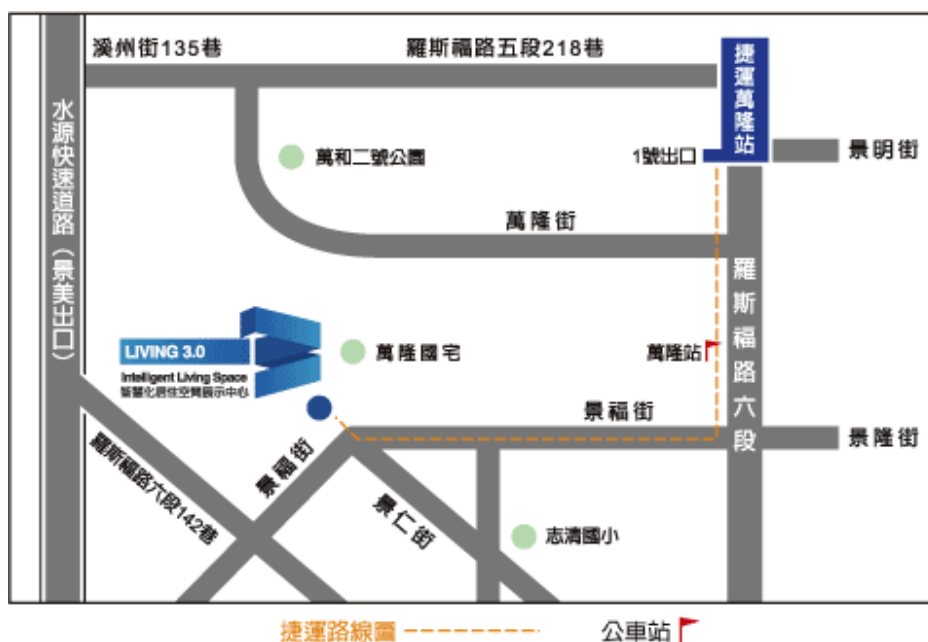 溪州街135巷
羅斯福路五段218巷
捷運萬隆站
水源快速道路（景美出口）
萬和二號公園
1號出口
景明街
萬隆街
羅斯福路六段
LIVING 3.0
Intelligent Living Space
智慧化居住空間展示中心
萬隆國宅
萬隆站
景福街
景隆街
景福街
羅斯福路六段142巷
景仁街
志清國小
捷運路線圖
公車站